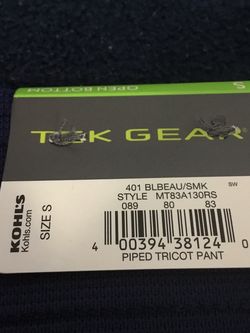 OPEN BOTTOM
S
TEK GEAR
KOHL'S
Kohls.com
SIZE S
401 BLBEAU/SMK
SW
STYLE MT83A130RS
089 80 83
4 00394 38124 0
PIPED TRICOT PANT